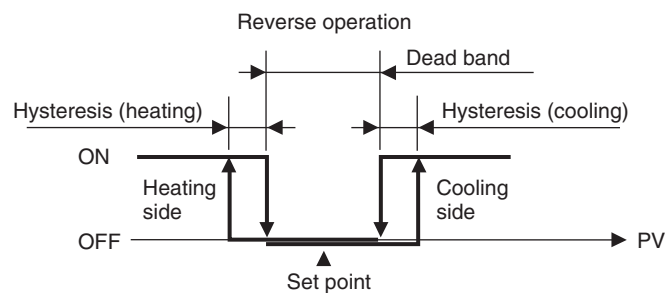 Reverse operation
Dead band
Hysteresis (heating)
Hysteresis (cooling)
ON
Heating
side
Cooling
side
OFF
PV
Set point